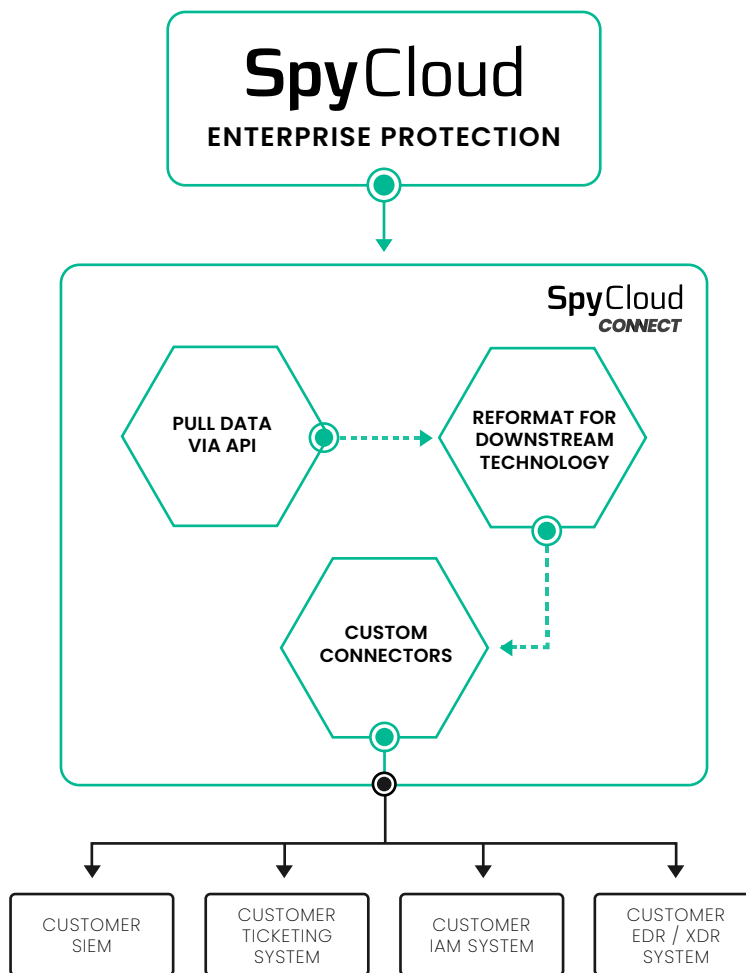 SpyCloud
ENTERPRISE PROTECTION
SpyCloud
CONNECT
PULL DATA
VIA API
REFORMAT FOR
DOWNSTREAM
TECHNOLOGY
CUSTOM
CONNECTORS
CUSTOMER
SIEM
CUSTOMER
TICKETING
SYSTEM
CUSTOMER
IAM SYSTEM
CUSTOMER
EDR / XDR
SYSTEM